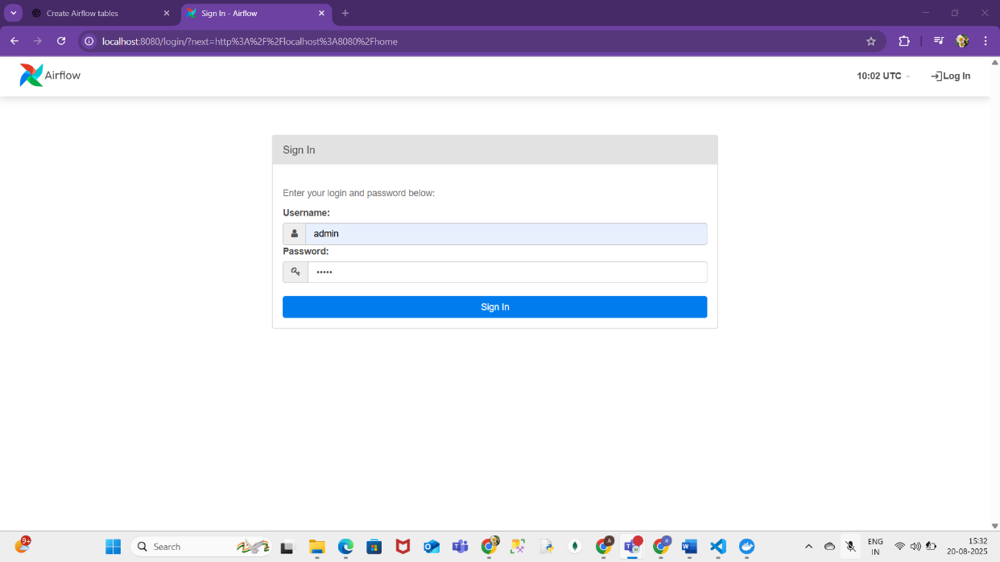 Create Airflow tables
Sign In - Airflow
localhost:8080/login/?next=http%3A%2F%2Flocalhost%3A8080%2Fhome
Airflow
10:02 UTC
Log In
Sign In
Enter your login and password below:
Username:
admin
Password:
•••••
Sign In
9+
Search
A
ENG
IN
15:32
20-08-2025